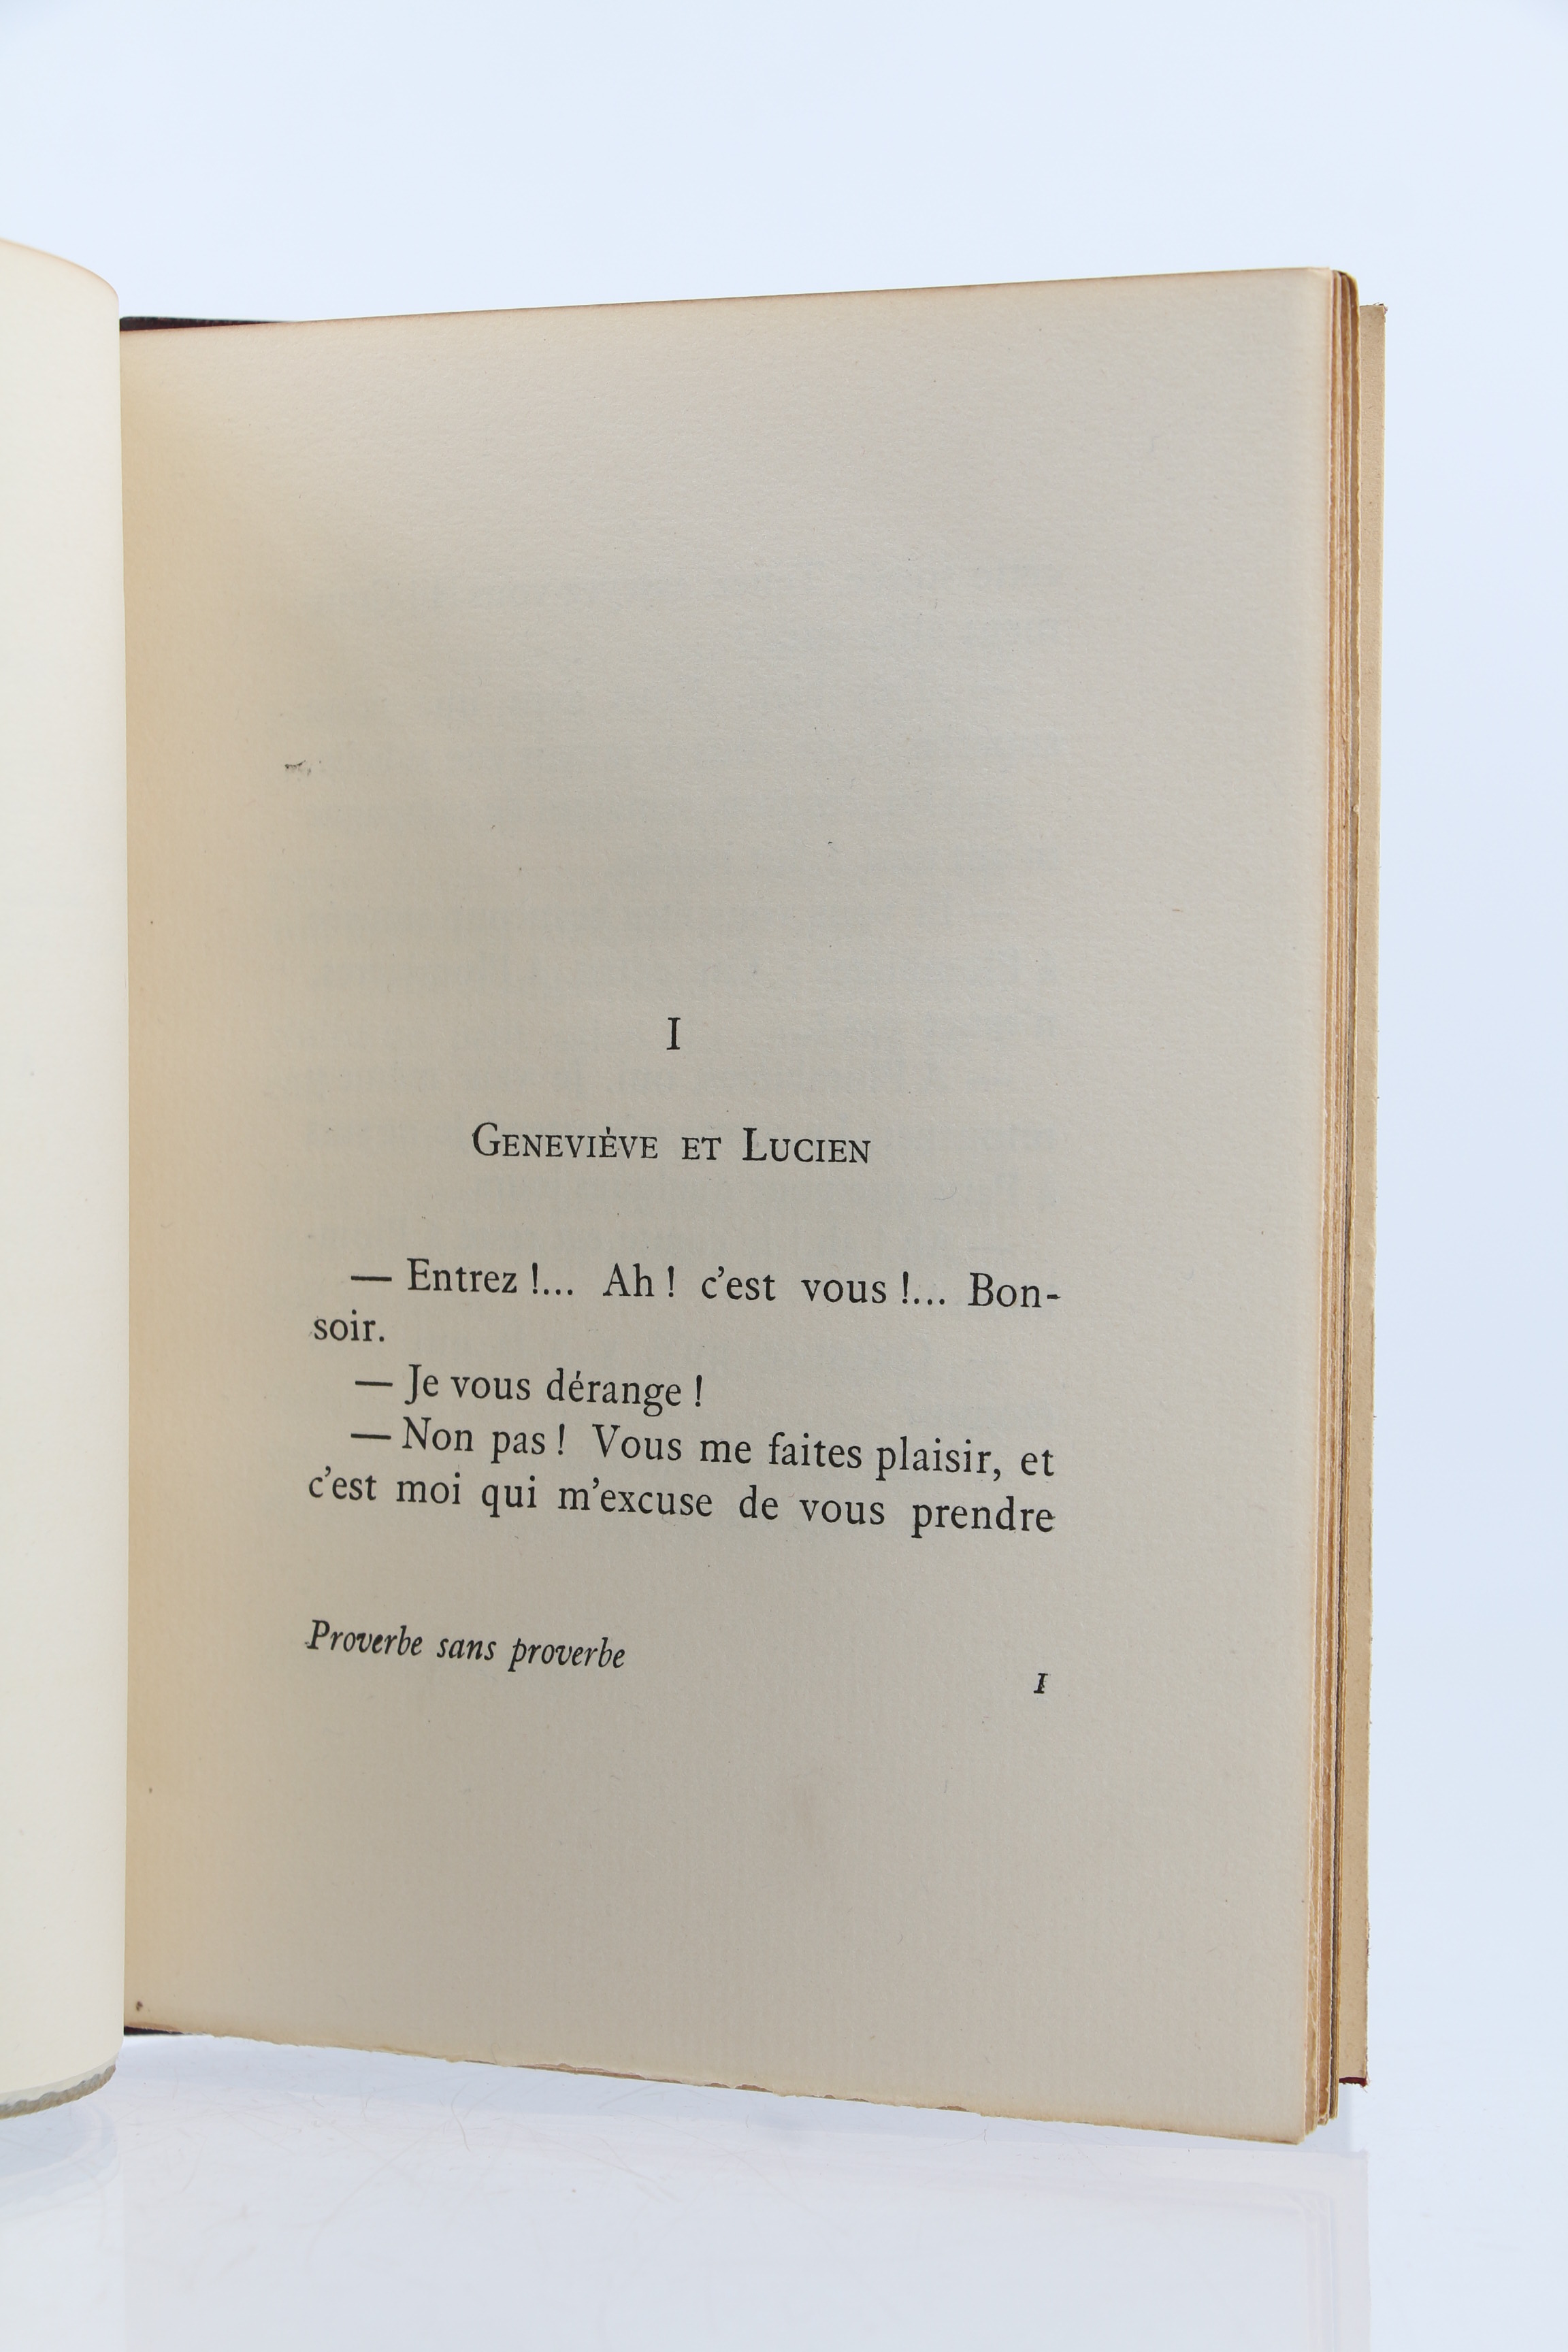 I
GENEVIÈVE ET LUCIEN
— Entrez !... Ah ! c’est vous !... Bon-
soir.
— Je vous dérange !
— Non pas ! Vous me faites plaisir, et
c’est moi qui m’excuse de vous prendre
Proverbe sans proverbe
1